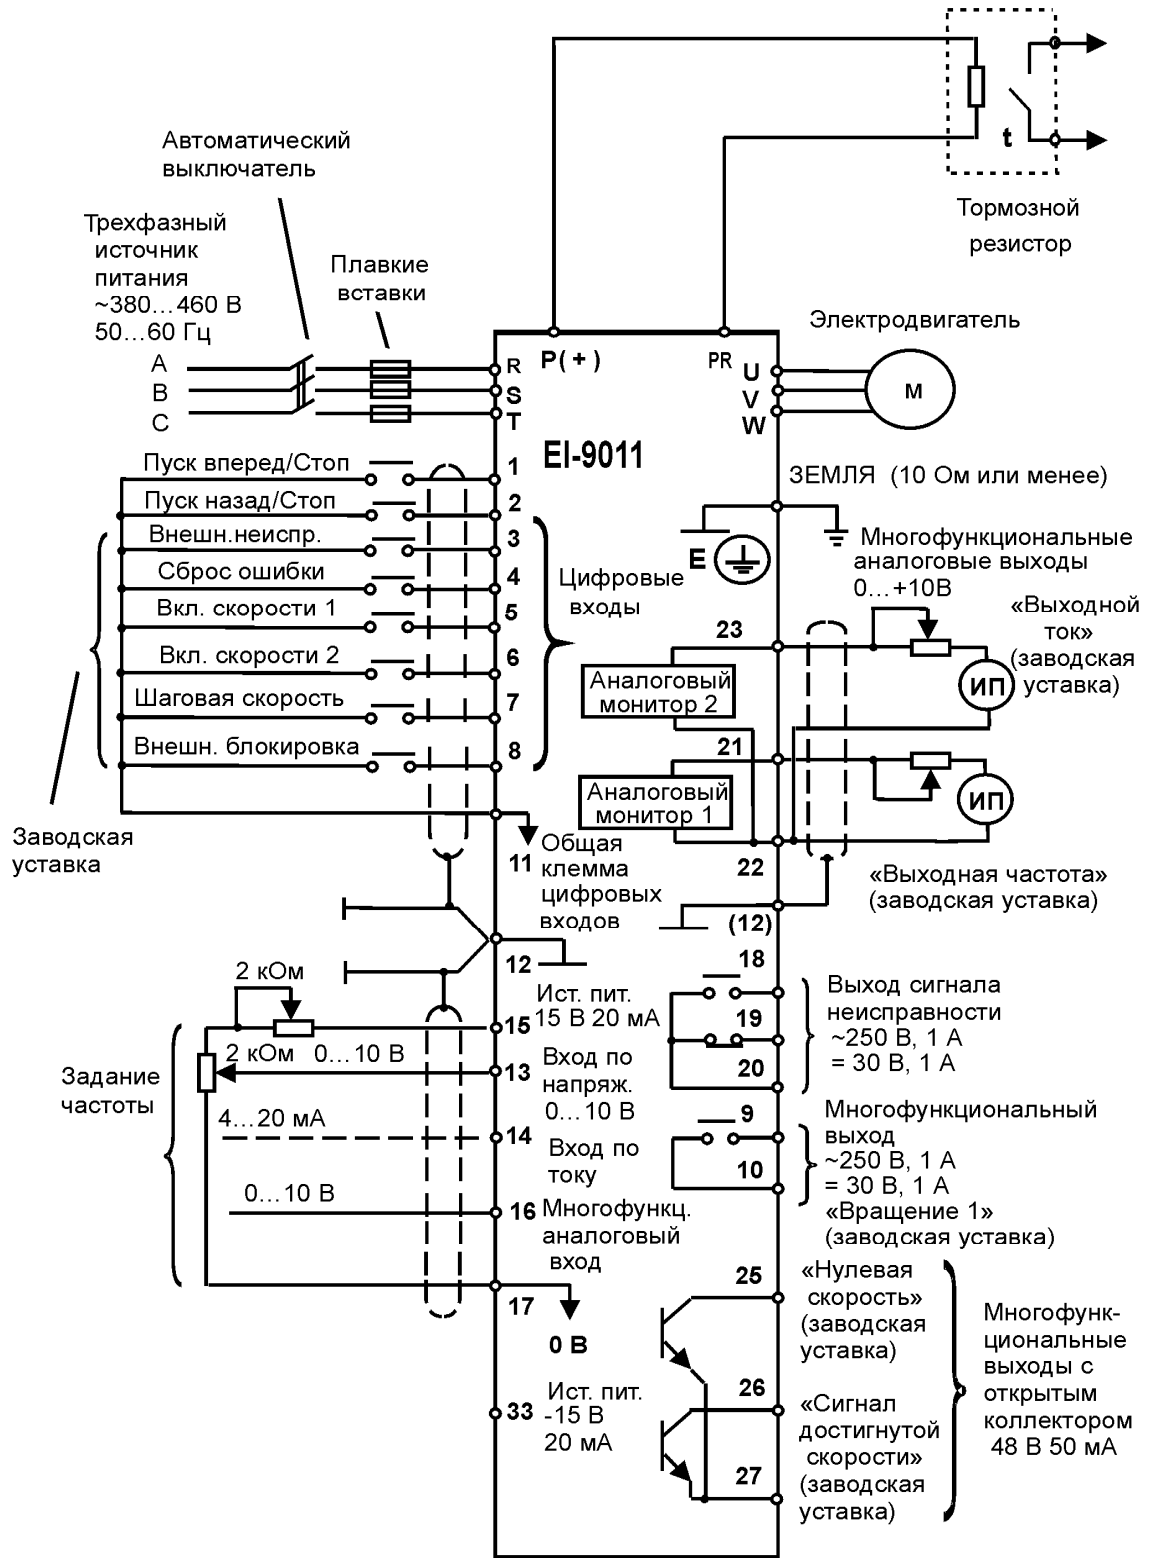 t
Тормозной
резистор
Автоматический
выключатель
Трехфазный
источник
питания
~380...460 В
50...60 Гц
Плавкие
вставки
Электродвигатель
A
B
C
R
S
T
P(+)
PR
U
V
W
М
EI-9011
Пуск вперед/Стоп
1
Пуск назад/Стоп
2
Внешн.неиспр.
3
Сброс ошибки
4
Вкл. скорости 1
5
Вкл. скорости 2
6
Шаговая скорость
7
Внешн. блокировка
8
Цифровые
входы
Заводская
уставка
11
Общая
клемма
цифровых
входов
ЗЕМЛЯ (10 Ом или менее)
E
Многофункциональные
аналоговые выходы
0...+10В
«Выходной
ток»
(заводская
уставка)
23
Аналоговый
монитор 2
ИП
21
Аналоговый
монитор 1
ИП
22
«Выходная частота»
(заводская уставка)
(12)
12
2 кОм
Ист. пит.
15 В 20 мА
15
2 кОм
0...10 В
13
Вход по
напряж.
0...10 В
Задание
частоты
4...20 мА
14
Вход по
току
0...10 В
16
Многофункц.
аналоговый
вход
17
0 В
33
Ист. пит.
-15 В
20 мА
18
19
20
Выход сигнала
неисправности
~250 В, 1 А
= 30 В, 1 А
9
10
Многофункциональный
выход
~250 В, 1 А
= 30 В, 1 А
«Вращение 1»
(заводская уставка)
25
«Нулевая
скорость»
(заводская
уставка)
26
«Сигнал
достигнутой
скорости»
(заводская
уставка)
27
Многофунк-
циональные
выходы с
открытым
коллектором
48 В 50 мА